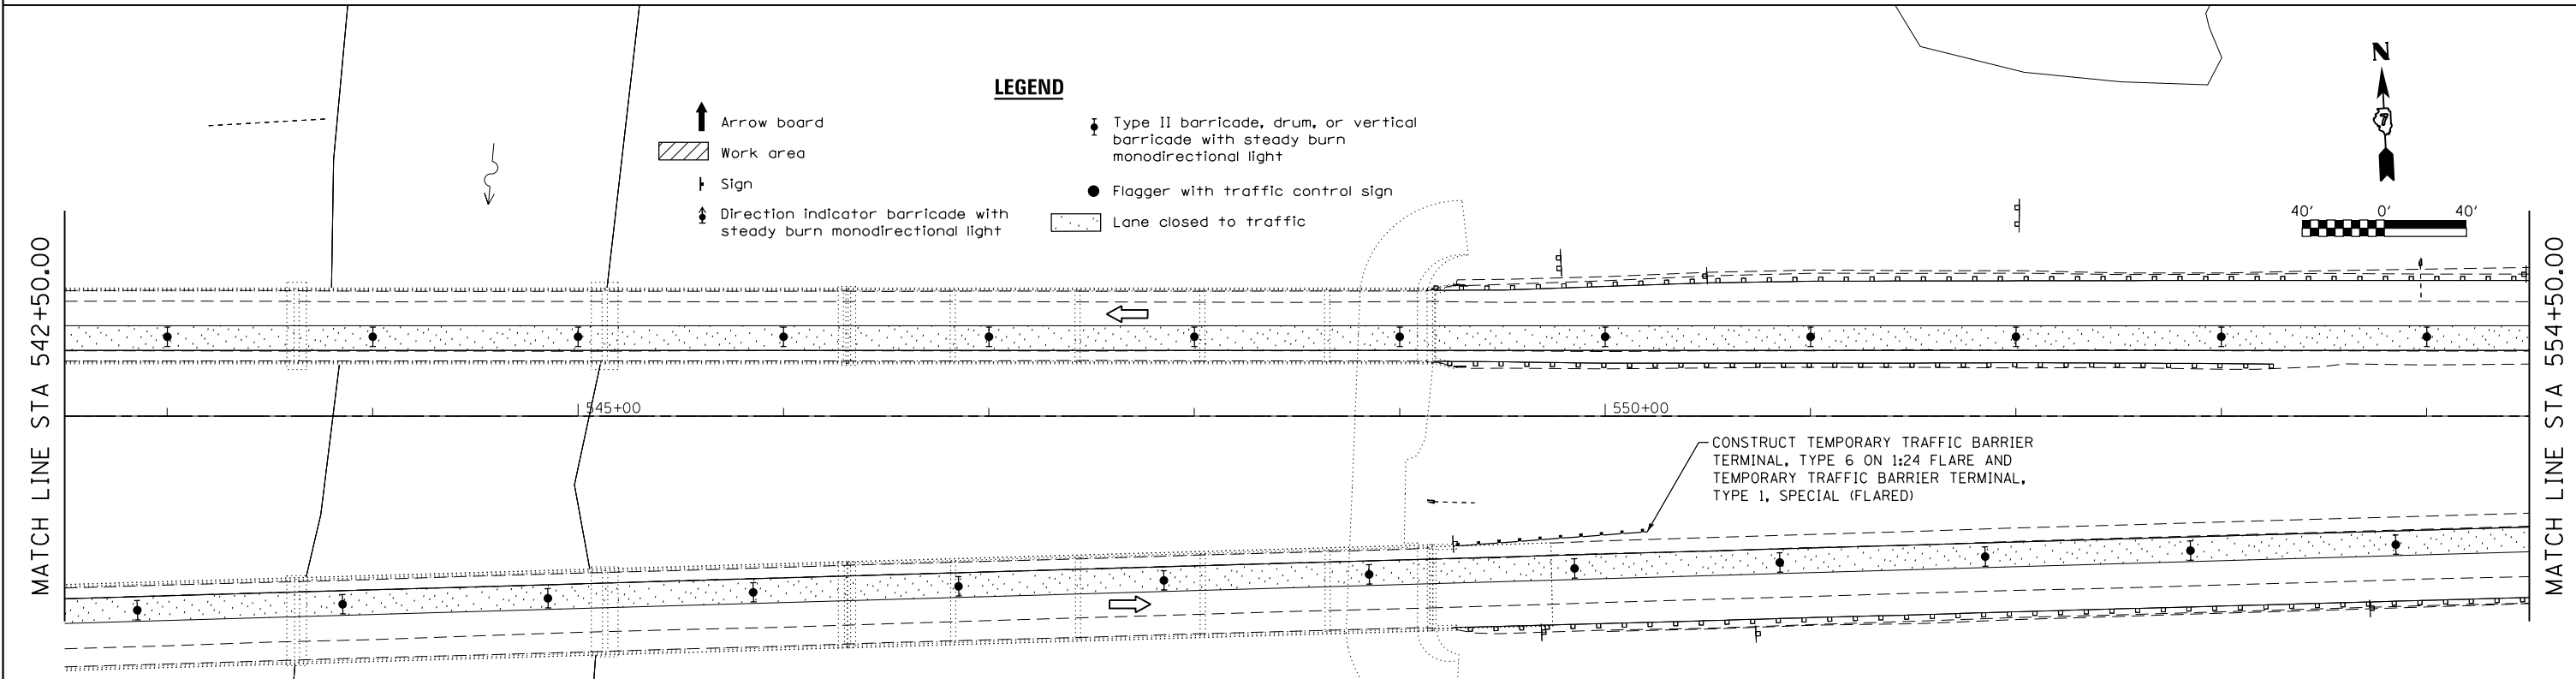 LEGEND
Arrow board
Work area
Sign
Direction indicator barricade with
steady burn monodirectional light
Type II barricade, drum, or vertical
barricade with steady burn
monodirectional light
Flagger with traffic control sign
Lane closed to traffic
N
7
40' 0' 40'
MATCH LINE STA 542+50.00
MATCH LINE STA 554+50.00
545+00
550+00
CONSTRUCT TEMPORARY TRAFFIC BARRIER
TERMINAL, TYPE 6 ON 1:24 FLARE AND
TEMPORARY TRAFFIC BARRIER TERMINAL,
TYPE 1, SPECIAL (FLARED)